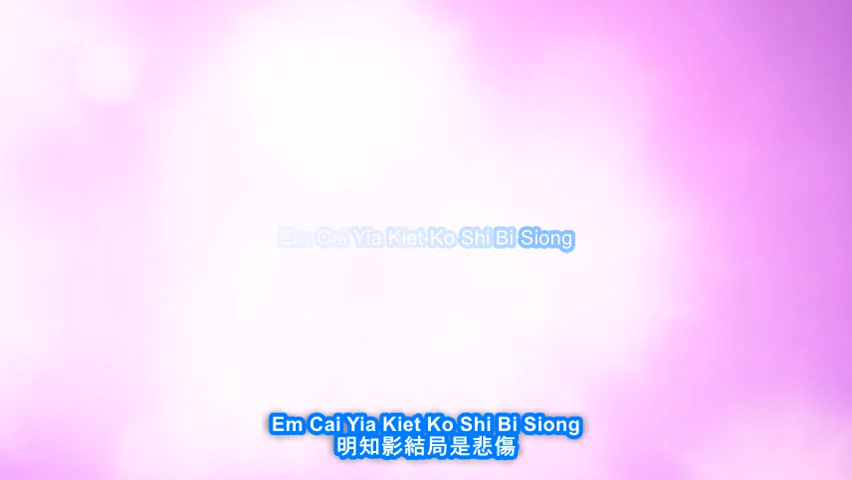 Em Cai Yia Kiet Ko Shi Bi Siong
Em Cai Yia Kiet Ko Shi Bi Siong
明知影結局是悲傷